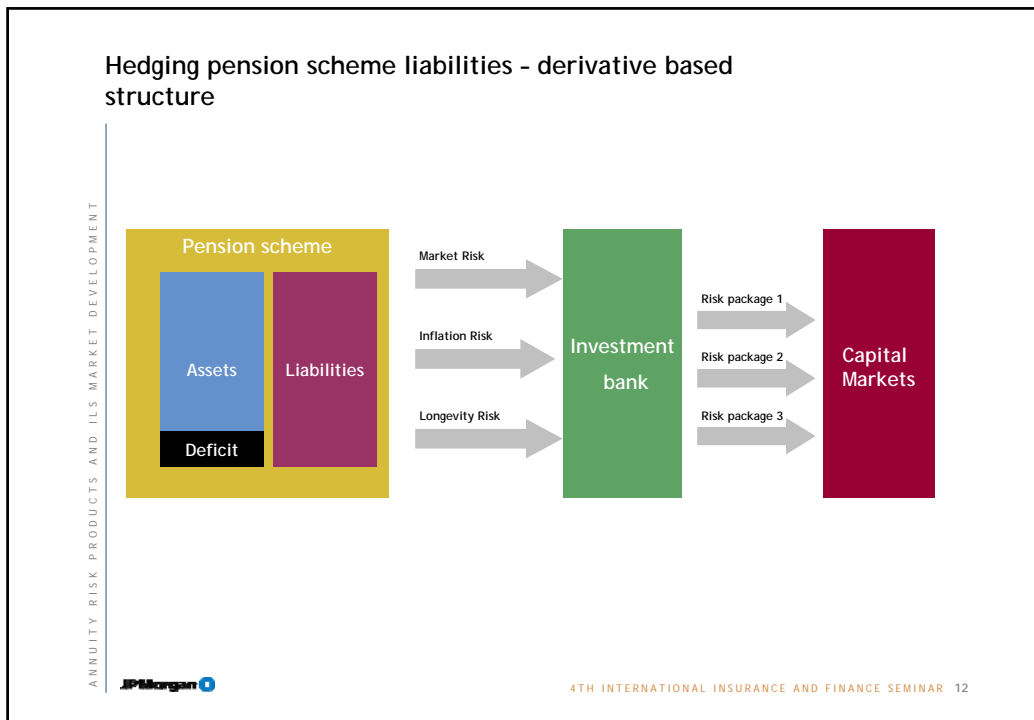 Hedging pension scheme liabilities - derivative based
structure
ANNUITY RISK PRODUCTS AND ILS MARKET DEVELOPMENT
Pension scheme
Assets
Liabilities
Deficit
Market Risk
Inflation Risk
Longevity Risk
Investment
bank
Risk package 1
Risk package 2
Risk package 3
Capital
Markets
JPMorgan
4TH INTERNATIONAL INSURANCE AND FINANCE SEMINAR 12